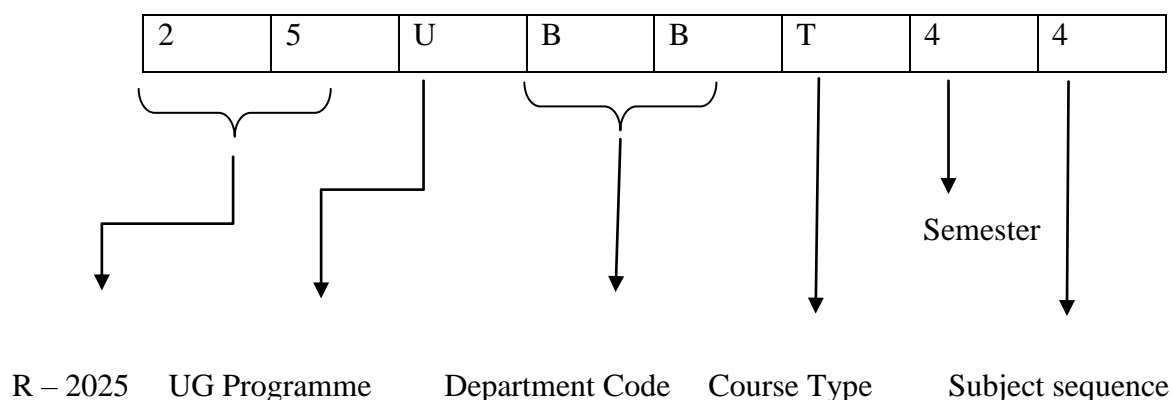 2 5 U B B T 4 4
Semester
R – 2025 UG Programme Department Code Course Type Subject sequence